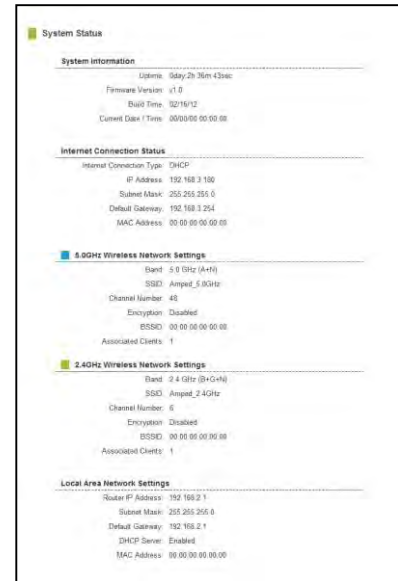 System Status
System Information
Uptime: 0day:2h:36m:43sec
Firmware Version: v1.0
Build Time: 02/16/12
Current Date / Time: 00/00/00 00:00:00
Internet Connection Status
Internet Connection Type: DHCP
IP Address: 192.168.3.100
Subnet Mask: 255.255.255.0
Default Gateway: 192.168.3.254
MAC Address: 00:00:00:00:00:00
5.0GHz Wireless Network Settings
Band: 5.0 GHz (A+N)
SSID: Amped_5.0GHz
Channel Number: 48
Encryption: Disabled
BSSID: 00:00:00:00:00:00
Associated Clients: 1
2.4GHz Wireless Network Settings
Band: 2.4 GHz (B+G+N)
SSID: Amped_2.4GHz
Channel Number: 6
Encryption: Disabled
BSSID: 00:00:00:00:00:00
Associated Clients: 1
Local Area Network Settings
Router IP Address: 192.168.2.1
Subnet Mask: 255.255.255.0
Default Gateway: 192.168.2.1
DHCP Server: Enabled
MAC Address: 00:00:00:00:00:00